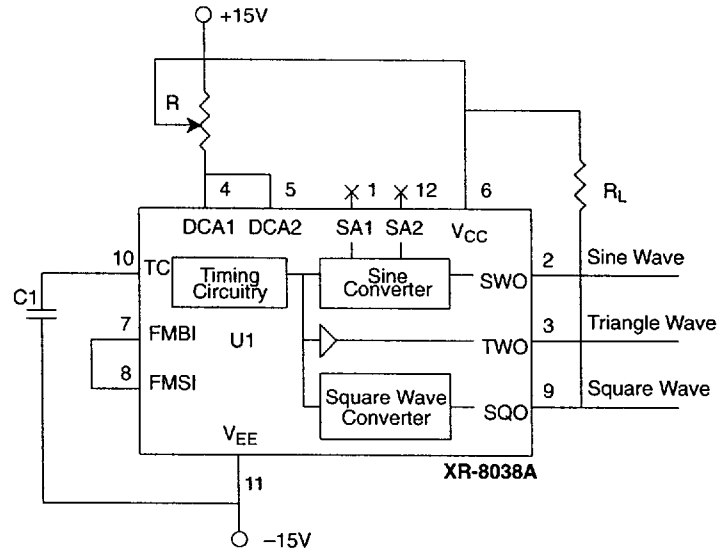 +15V
R
4
5
1
12
6
R_L
DCA1
DCA2
SA1
SA2
V_CC
10
TC
Timing
Circuitry
Sine
Converter
SWO
2
Sine Wave
C1
7
FMBI
U1
TWO
3
Triangle Wave
8
FMSI
Square Wave
Converter
SQO
9
Square Wave
V_EE
XR-8038A
11
–15V